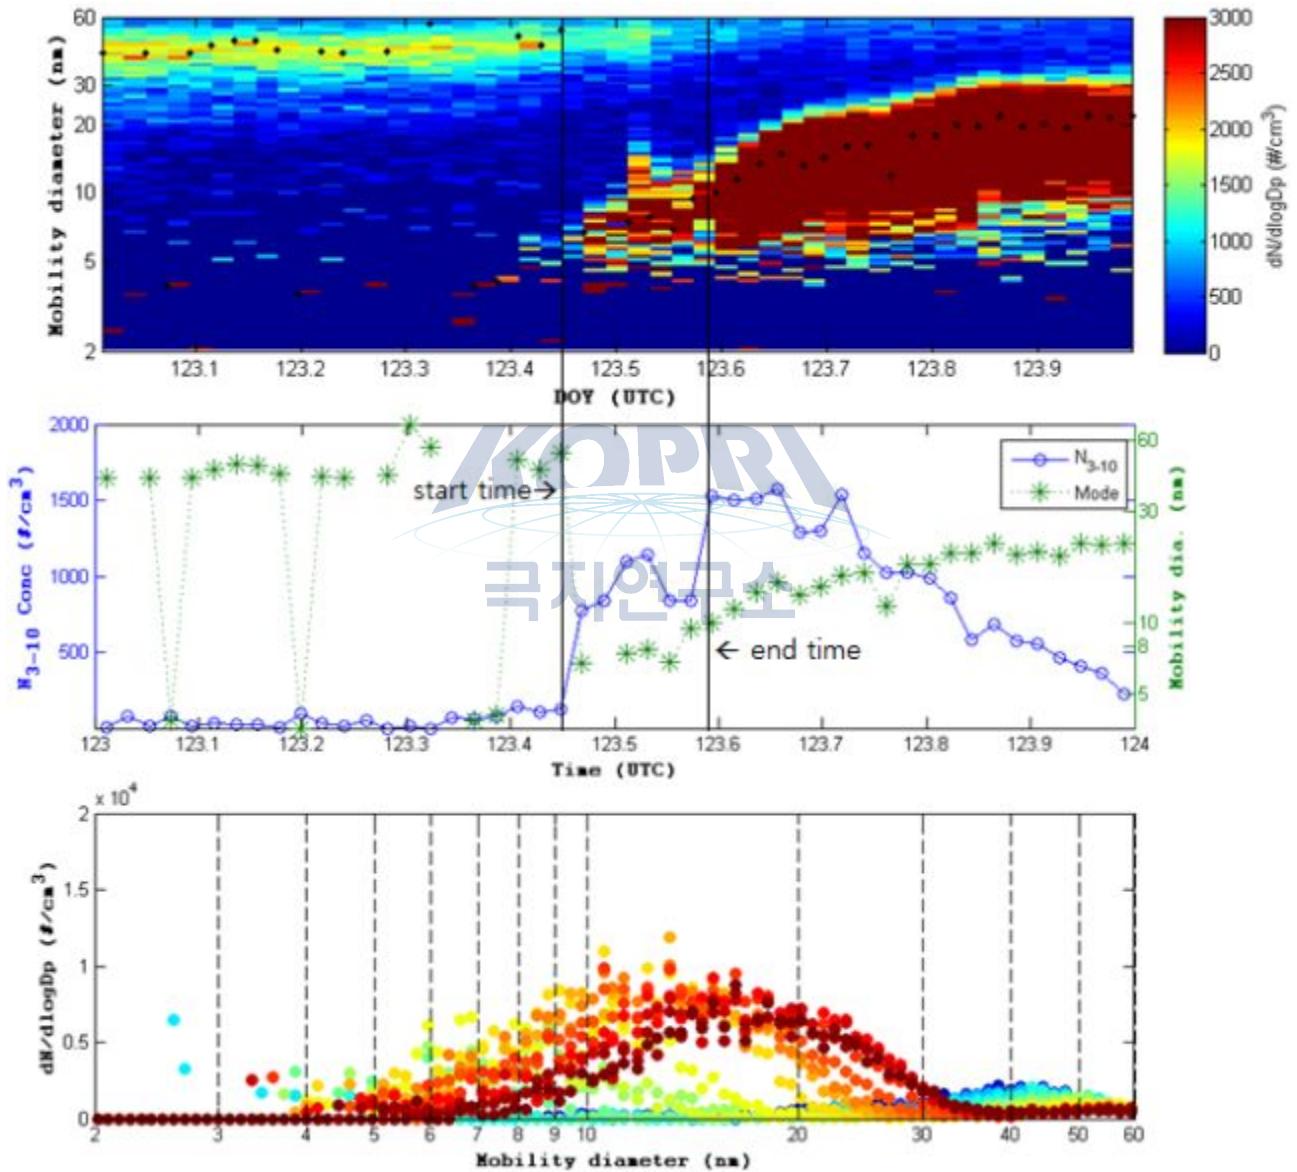 60
30
20
10
5
2
Mobility diameter (nm)
123.1 123.2 123.3 123.4 123.5 123.6 123.7 123.8 123.9
DOY (UTC)
3000
2500
2000
1500
1000
500
0
dN/dlogDp (#/cm3)
2000
1500
1000
500
N3-10 Conc (#/cm3)
KOPRI
극지연구소
start time→
← end time
N3-10
Mode
60
30
10
8
5
Mobility dia. (nm)
123 123.1 123.2 123.3 123.4 123.5 123.6 123.7 123.8 123.9 124
Time (UTC)
x 10^4
2
1.5
1
0.5
0
dN/dlogDp (#/cm3)
2 3 4 5 6 7 8 9 10 20 30 40 50 60
Mobility diameter (nm)